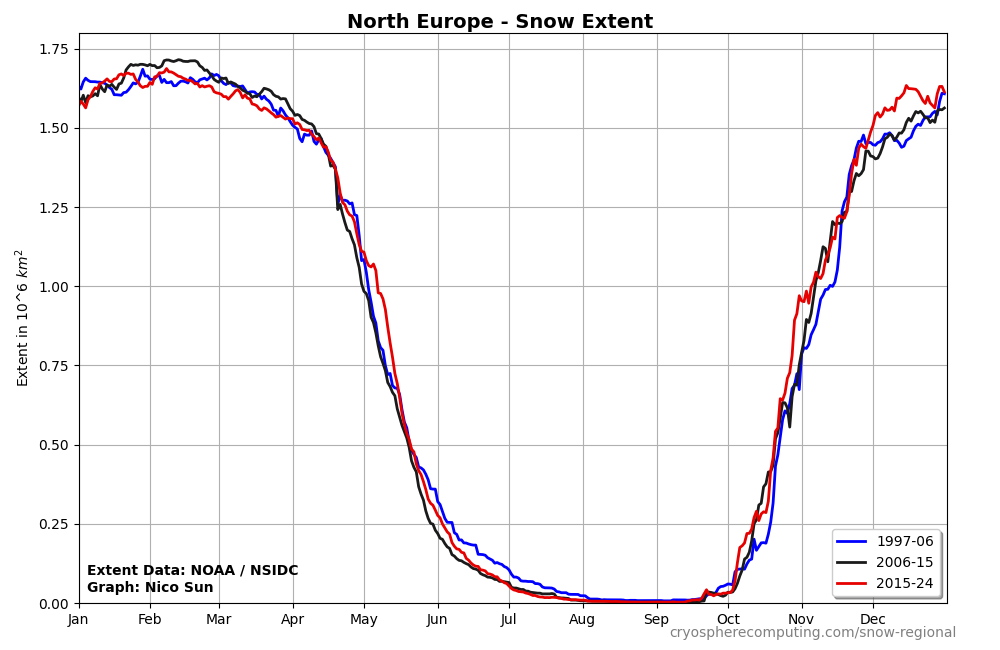 North Europe - Snow Extent
1.75
1.50
1.25
1.00
0.75
0.50
0.25
0.00
Extent in 10^6 km²
Extent Data: NOAA / NSIDC
Graph: Nico Sun
1997-06
2006-15
2015-24
Jan Feb Mar Apr May Jun Jul Aug Sep Oct Nov Dec
cryospherecomputing.com/snow-regional